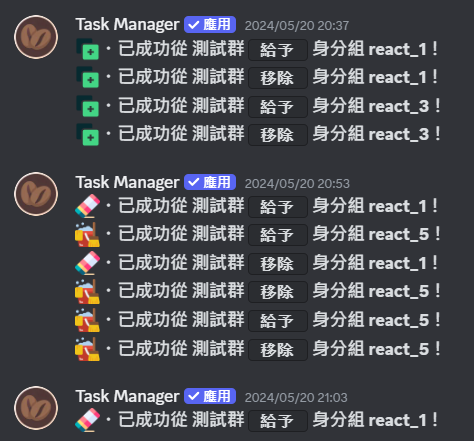 Task Manager ✓ 應用 2024/05/20 20:37
・已成功從 測試群 給予 身分組 react_1！
・已成功從 測試群 移除 身分組 react_1！
・已成功從 測試群 給予 身分組 react_3！
・已成功從 測試群 移除 身分組 react_3！
Task Manager ✓ 應用 2024/05/20 20:53
・已成功從 測試群 給予 身分組 react_1！
・已成功從 測試群 給予 身分組 react_5！
・已成功從 測試群 移除 身分組 react_1！
・已成功從 測試群 移除 身分組 react_5！
・已成功從 測試群 給予 身分組 react_5！
・已成功從 測試群 移除 身分組 react_5！
Task Manager ✓ 應用 2024/05/20 21:03
・已成功從 測試群 給予 身分組 react_1！